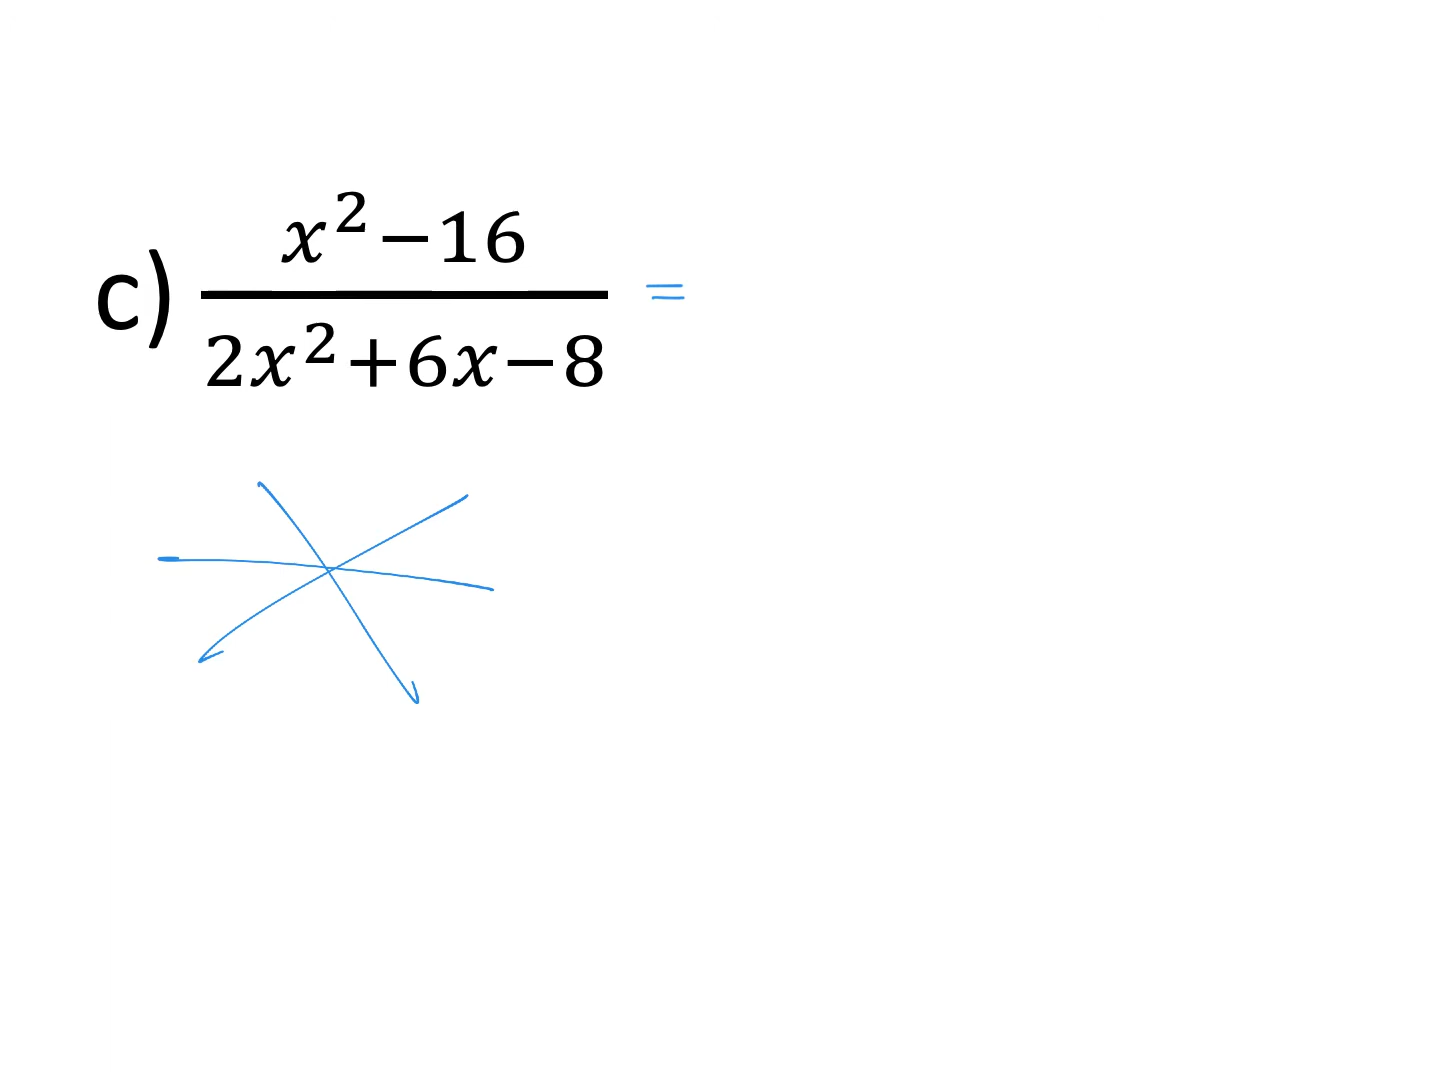 c) x²−16 / 2x²+6x−8 =